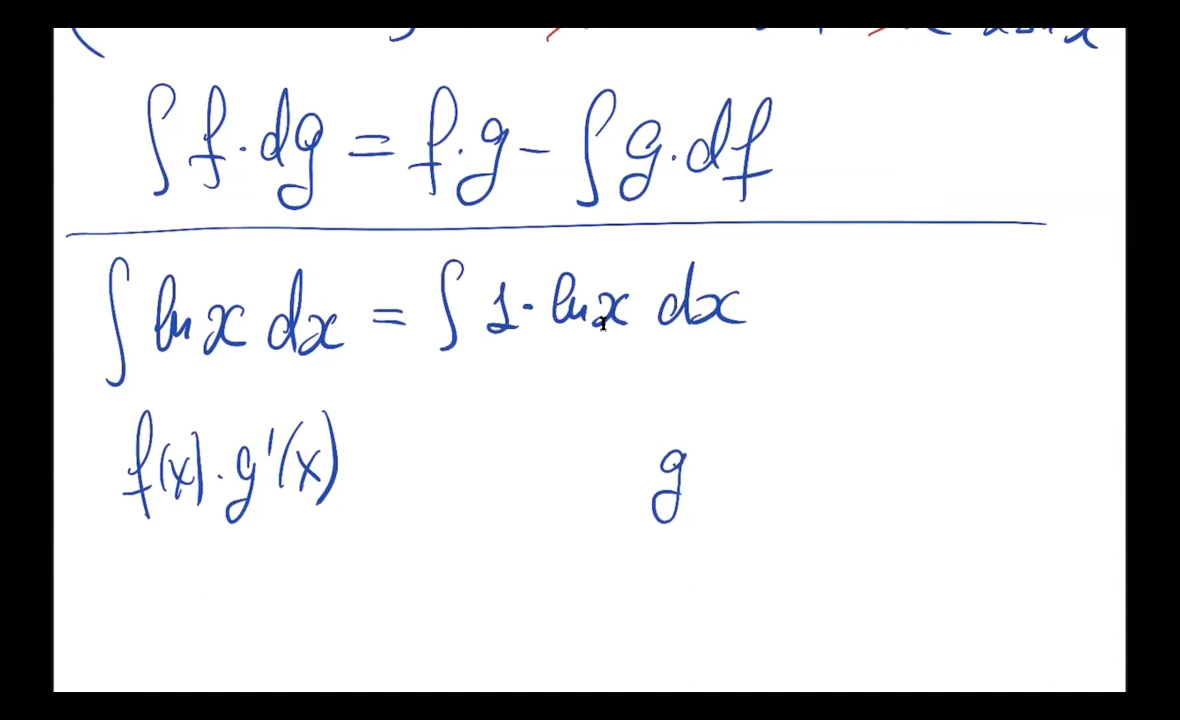 ∫ f · dg = f · g - ∫ g · df
∫ ln x dx = ∫ 1 · ln x dx
f(x) · g'(x) g